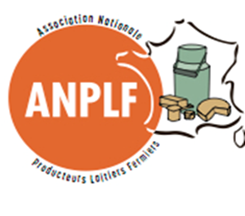 Association Nationale
ANPLF
Producteurs Laitiers Fermiers